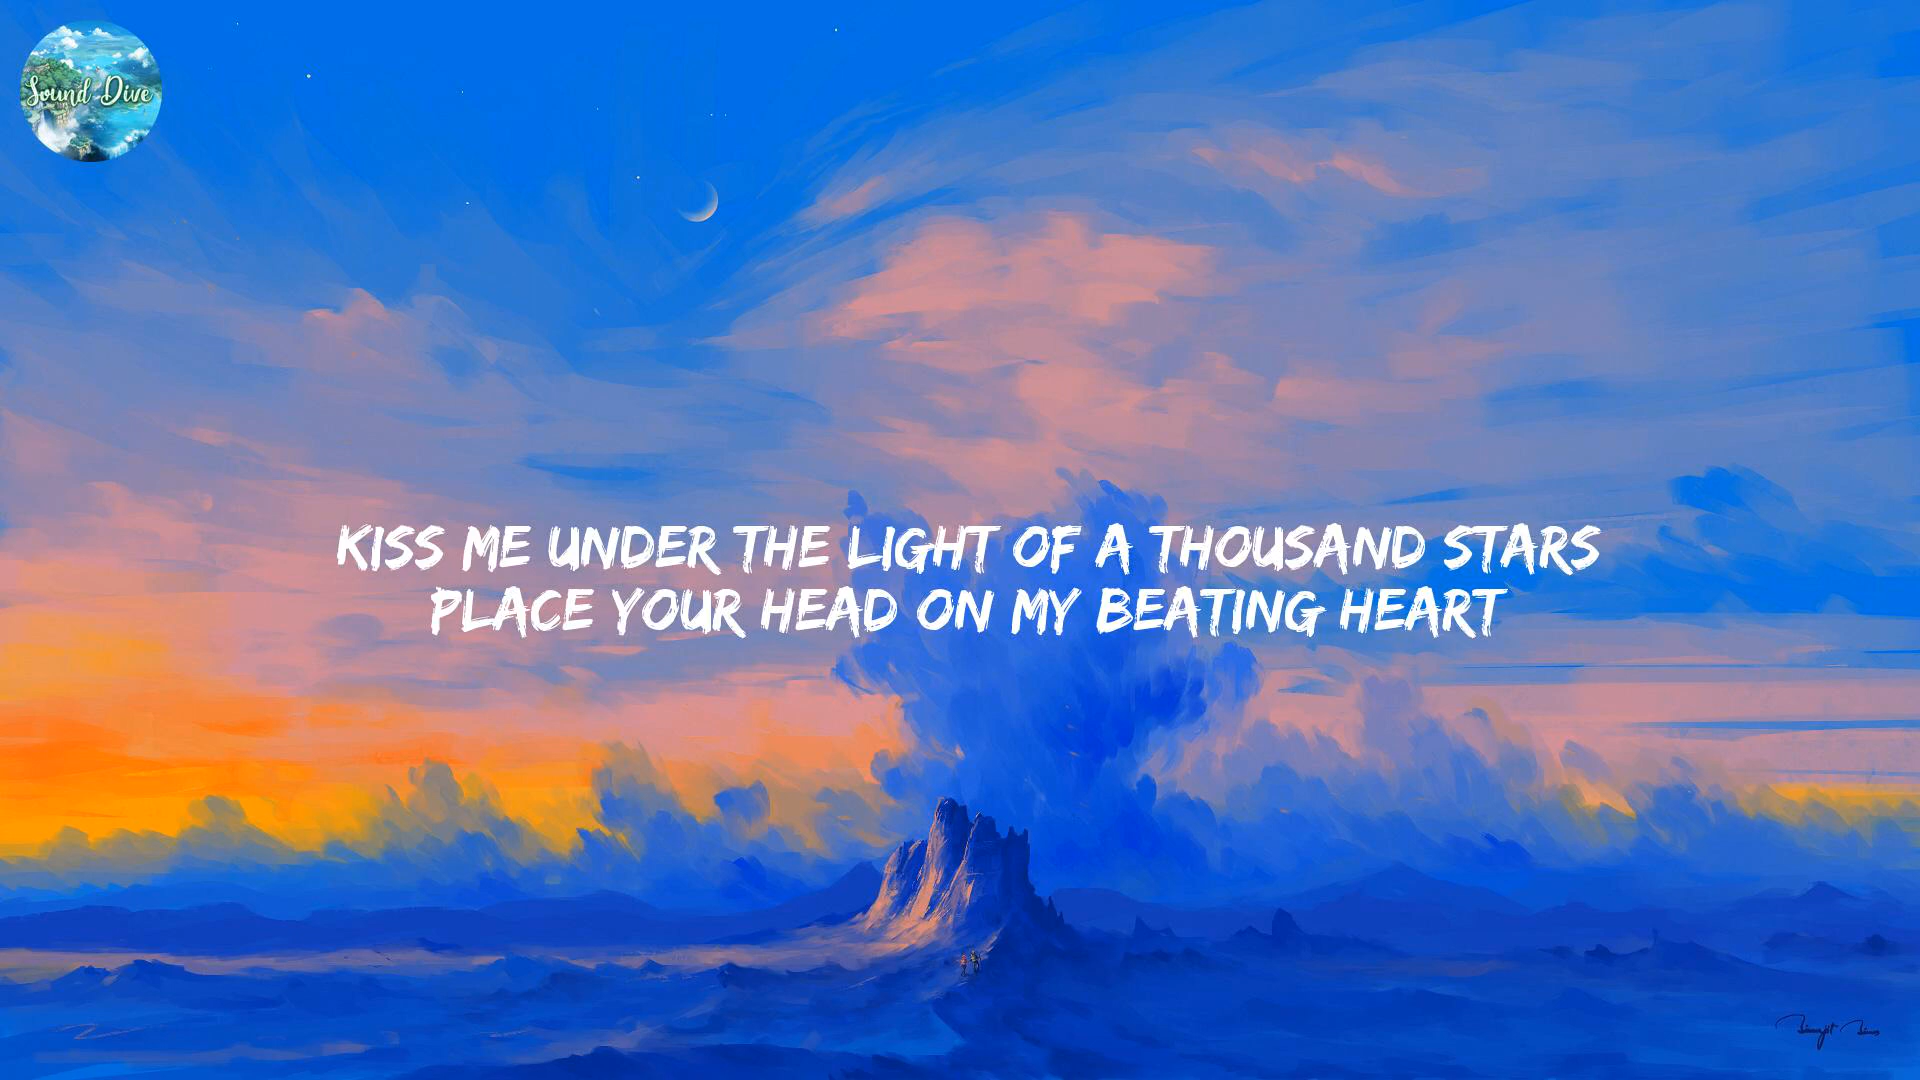 Sound Dive
KISS ME UNDER THE LIGHT OF A THOUSAND STARS
PLACE YOUR HEAD ON MY BEATING HEART